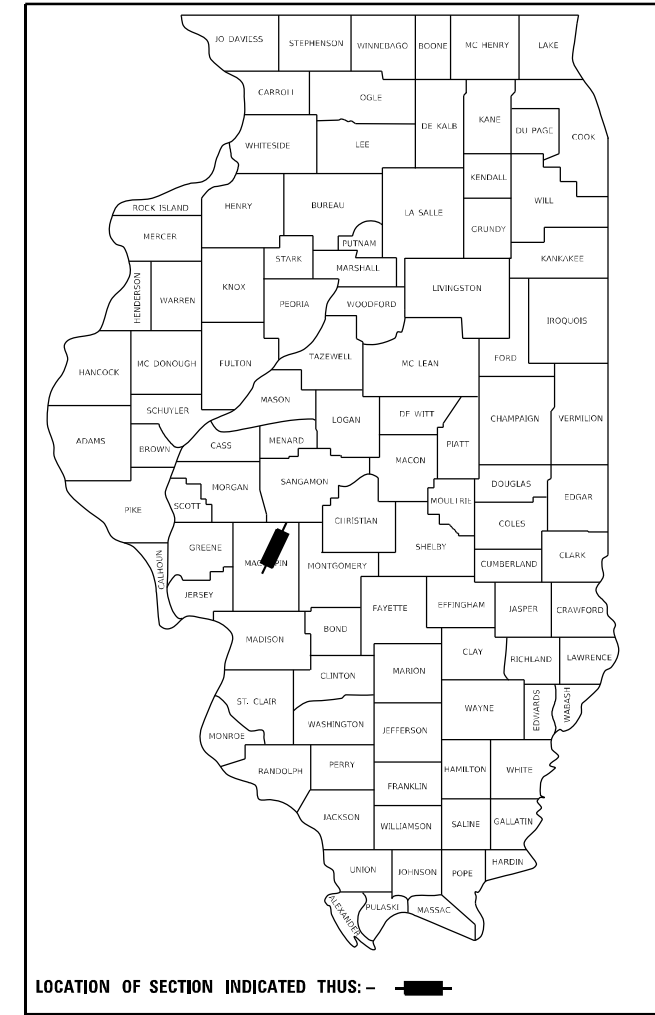 JO DAVIESS STEPHENSON WINNEBAGO BOONE MC HENRY LAKE
CARROLL OGLE
DE KALB KANE DU PAGE COOK
WHITESIDE LEE
KENDALL
WILL
ROCK ISLAND HENRY BUREAU LA SALLE
GRUNDY
MERCER PUTNAM
STARK MARSHALL KANKAKEE
HENDERSON WARREN KNOX
PEORIA WOODFORD LIVINGSTON
IROQUOIS
HANCOCK MC DONOUGH FULTON TAZEWELL MC LEAN FORD
MASON
SCHUYLER LOGAN DE WITT CHAMPAIGN VERMILION
ADAMS BROWN CASS MENARD PIATT
MACON
MORGAN SANGAMON DOUGLAS
PIKE SCOTT MOULTRIE EDGAR
CHRISTIAN COLES
GREENE SHELBY
CALHOUN MONTGOMERY CUMBERLAND CLARK
JERSEY FAYETTE EFFINGHAM JASPER CRAWFORD
MADISON BOND
CLAY
RICHLAND LAWRENCE
CLINTON MARION
ST. CLAIR WAYNE EDWARDS WABASH
WASHINGTON JEFFERSON
MONROE
RANDOLPH PERRY HAMILTON WHITE
FRANKLIN
JACKSON WILLIAMSON SALINE GALLATIN
HARDIN
UNION JOHNSON POPE
ALEXANDER PULASKI MASSAC
LOCATION OF SECTION INDICATED THUS: -